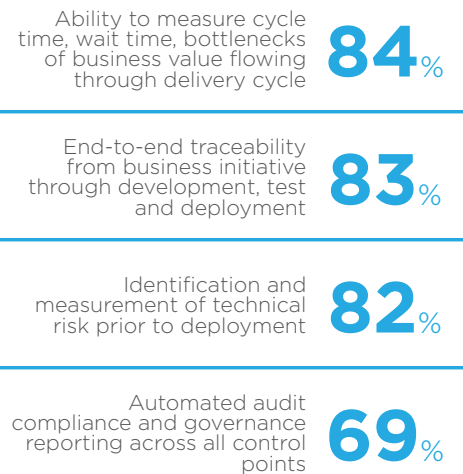 Ability to measure cycle
time, wait time, bottlenecks
of business value flowing
through delivery cycle
84%
End-to-end traceability
from business initiative
through development, test
and deployment
83%
Identification and
measurement of technical
risk prior to deployment
82%
Automated audit
compliance and governance
reporting across all control
points
69%